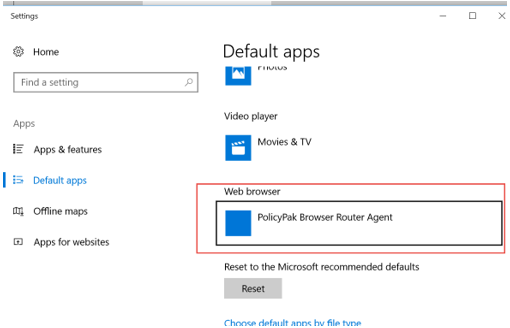 Settings
Home
Default apps
Photos
Find a setting
Video player
Apps
Movies & TV
Apps & features
Default apps
Web browser
Offline maps
PolicyPak Browser Router Agent
Apps for websites
Reset to the Microsoft recommended defaults
Reset
Choose default apps by file type